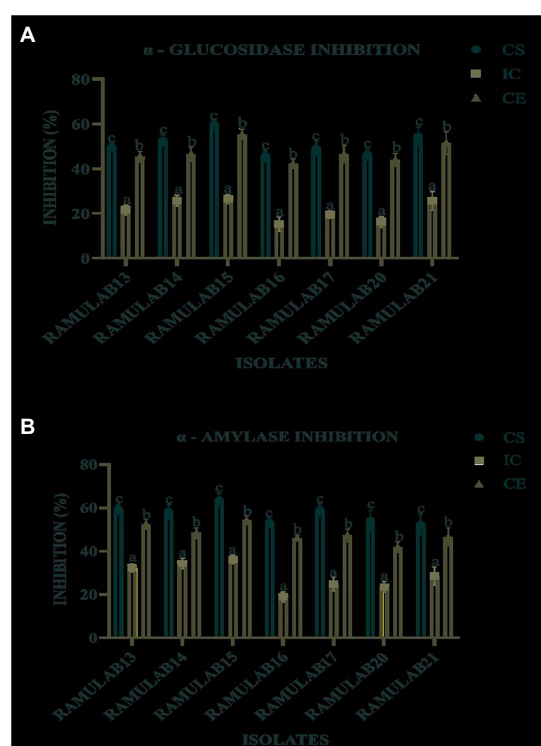 A
α - GLUCOSIDASE INHIBITION
CS
IC
CE
INHIBITION (%)
80
60
40
20
0
c a b c a b c a b c a b c a b c a b c a b
RAMULAB13
RAMULAB14
RAMULAB15
RAMULAB16
RAMULAB17
RAMULAB20
RAMULAB21
ISOLATES
B
α - AMYLASE INHIBITION
CS
IC
CE
INHIBITION (%)
80
60
40
20
0
c a b c a b c a b c a b c a b c a b c a b
RAMULAB13
RAMULAB14
RAMULAB15
RAMULAB16
RAMULAB17
RAMULAB20
RAMULAB21
ISOLATES